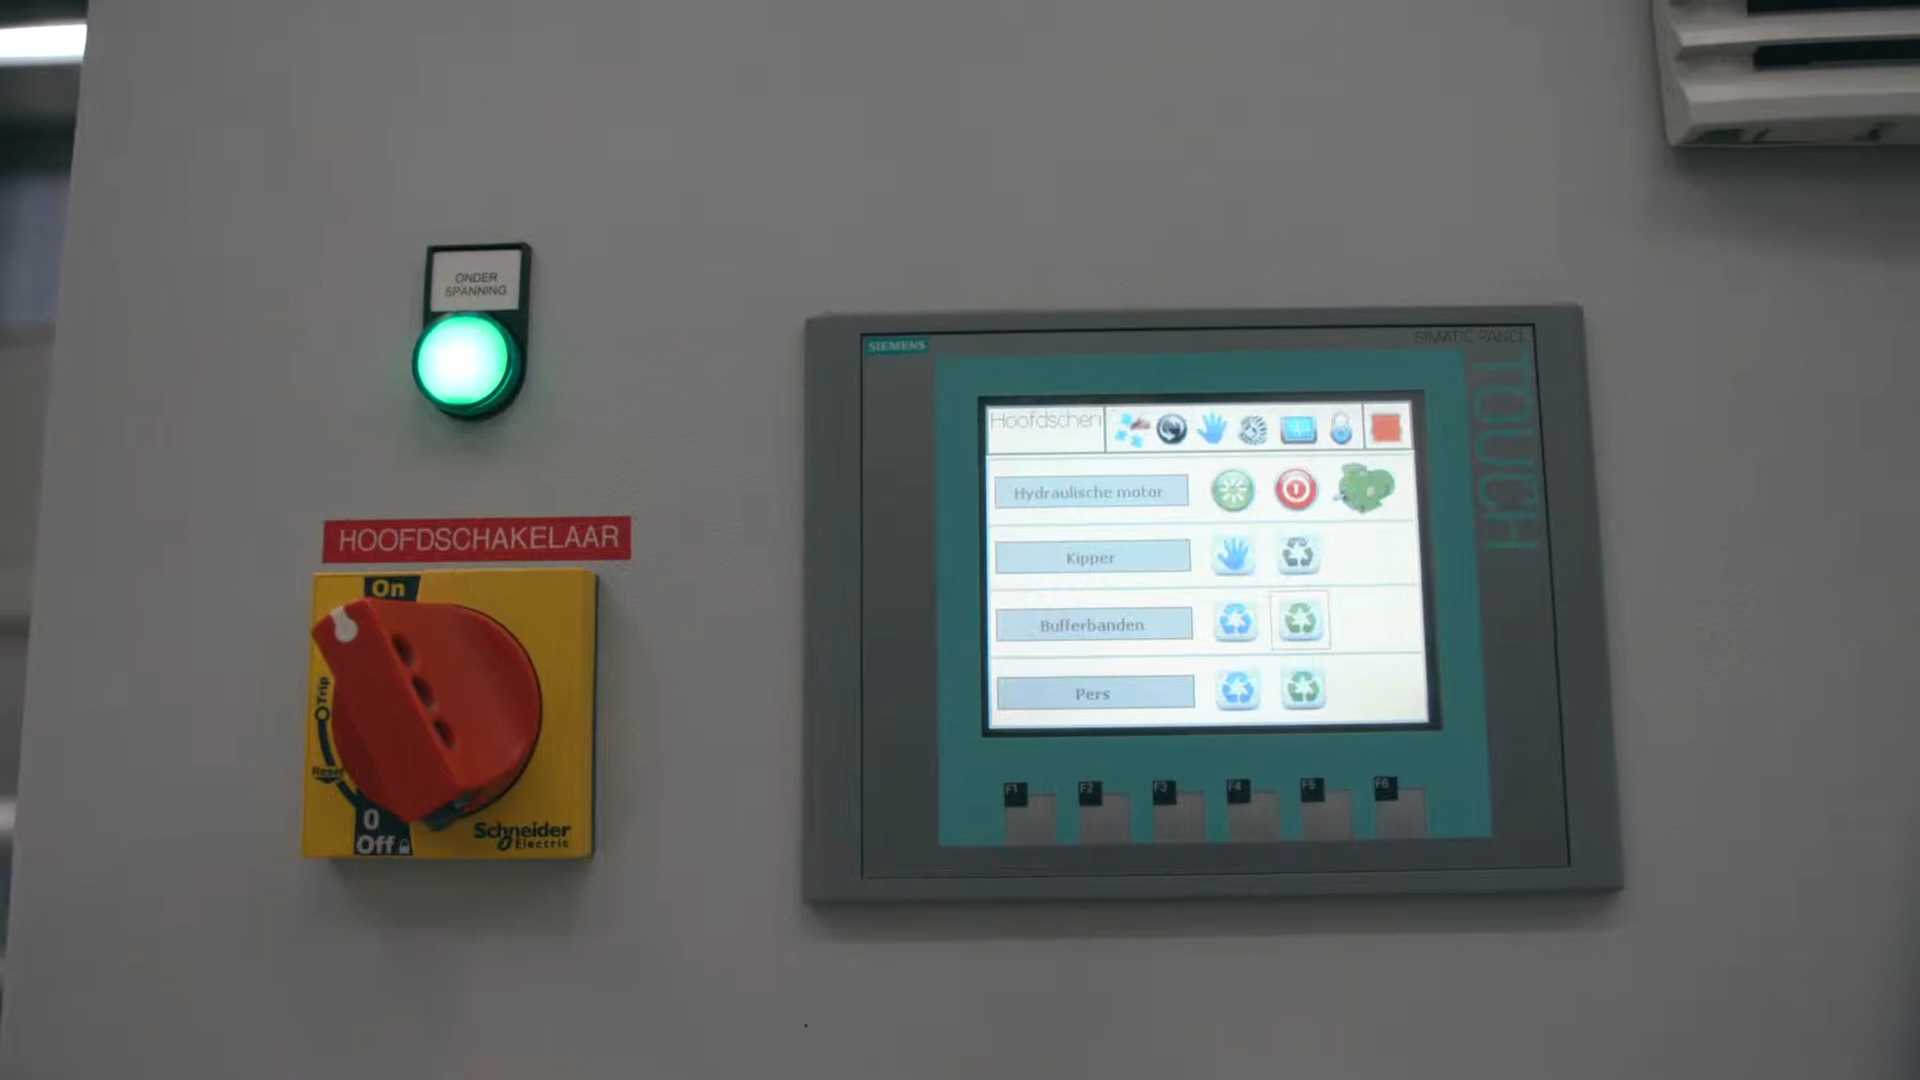 ONDER
SPANNING
HOOFDSCHAKELAAR
On
Trip
Reset
0
Off
Schneider
Electric
SIEMENS
SIMATIC PANEL
TOUCH
Hoofdscheri
Hydraulische motor
Kipper
Bufferbanden
Pers
F1 F2 F3 F4 F5 F6